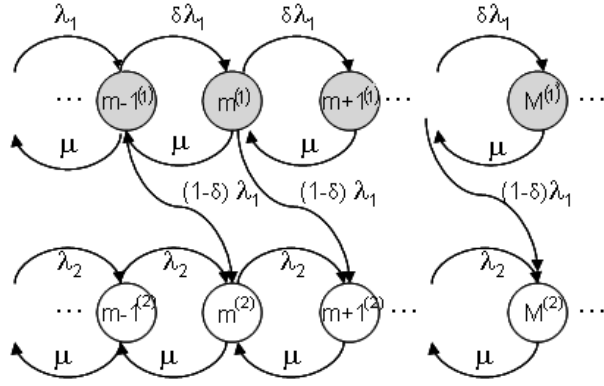 λ₁ δλ₁ δλ₁ δλ₁
... m-1⁽¹⁾ m⁽¹⁾ m+1⁽¹⁾ ... M⁽¹⁾ ...
μ μ μ μ
(1-δ) λ₁ (1-δ)λ₁ (1-δ)λ₁
λ₂ λ₂ λ₂ λ₂
... m-1⁽²⁾ m⁽²⁾ m+1⁽²⁾ ... M⁽²⁾ ...
μ μ μ μ